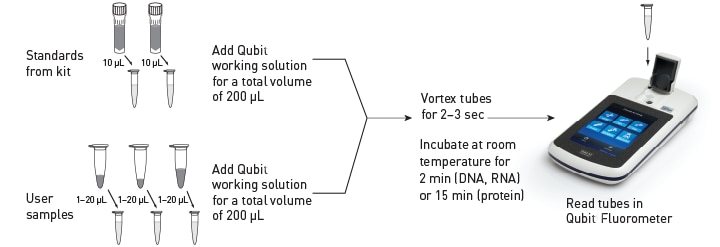 Standards
from kit
10 µL
10 µL
Add Qubit
working solution
for a total volume
of 200 µL
User
samples
1–20 µL
1–20 µL
1–20 µL
Add Qubit
working solution
for a total volume
of 200 µL
Vortex tubes
for 2–3 sec
Incubate at room
temperature for
2 min (DNA, RNA)
or 15 min (protein)
Read tubes in
Qubit Fluorometer